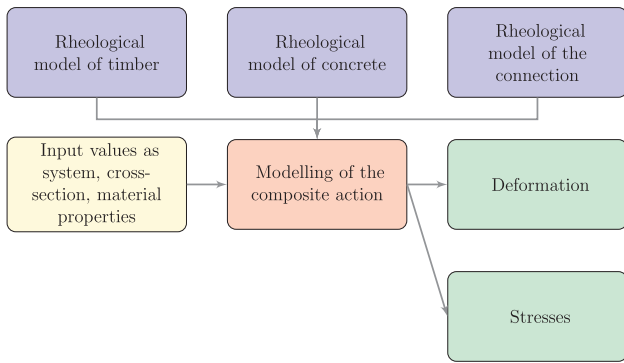 Rheological
model of timber
Rheological
model of concrete
Rheological
model of the
connection
Input values as
system, cross-
section, material
properties
Modelling of the
composite action
Deformation
Stresses